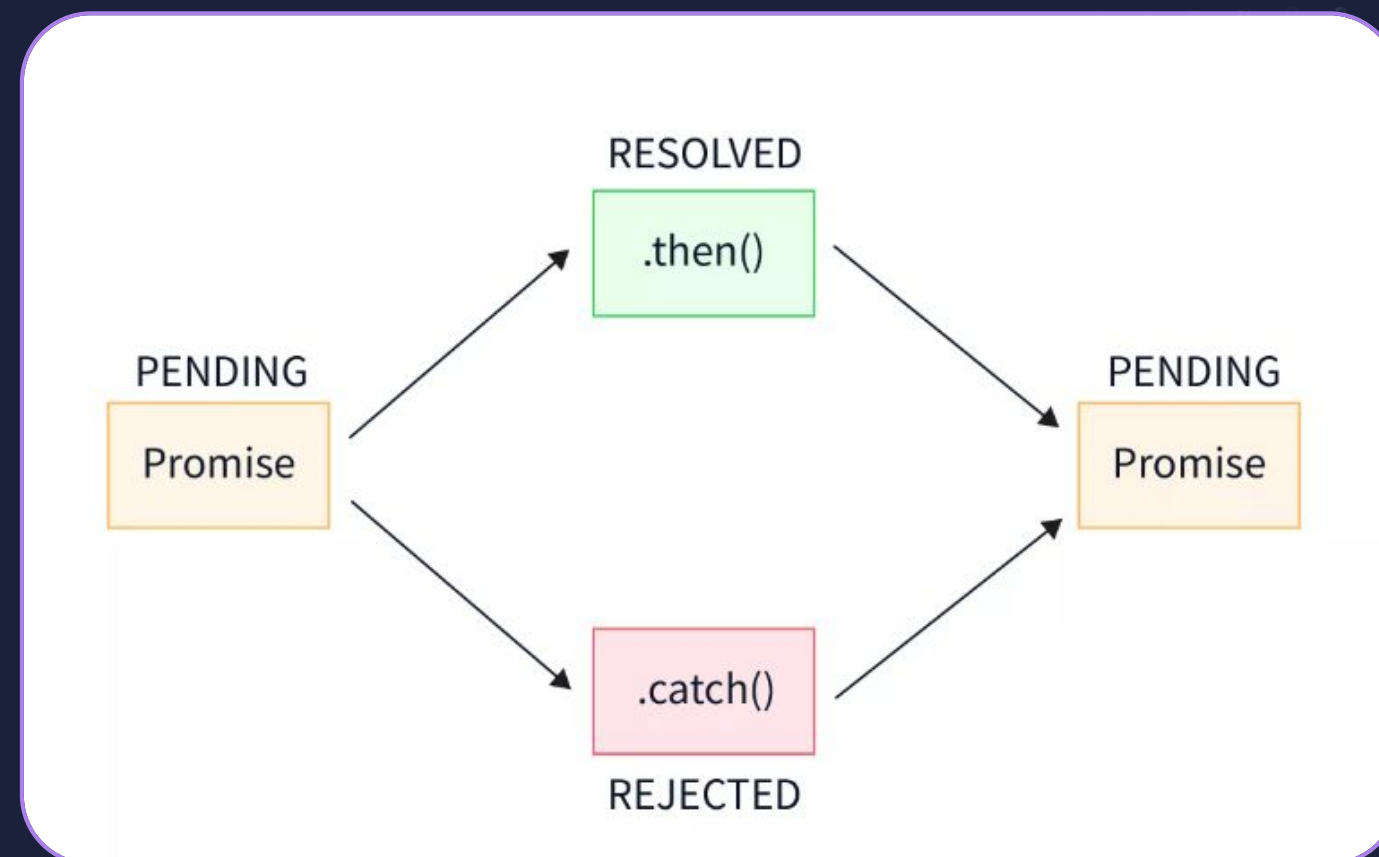 RESOLVED
.then()
PENDING
Promise
PENDING
Promise
.catch()
REJECTED